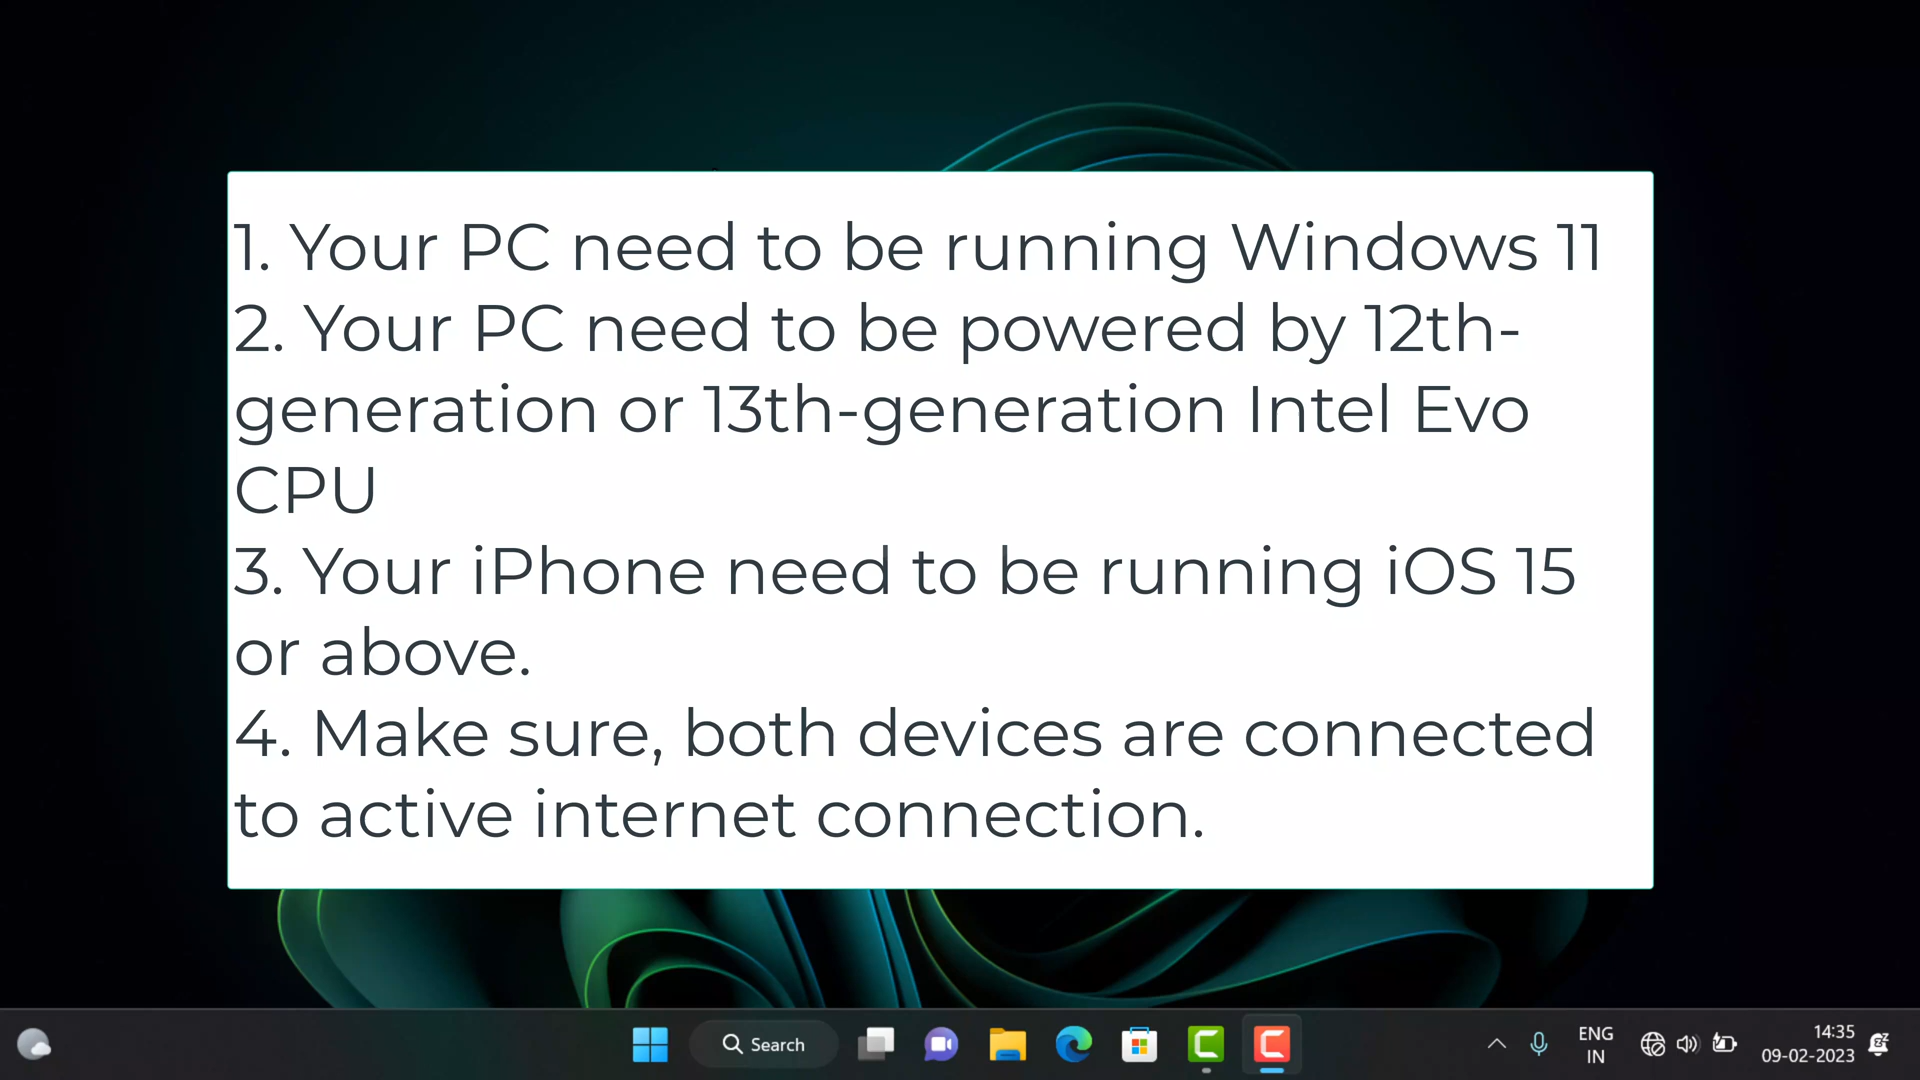 1. Your PC need to be running Windows 11
2. Your PC need to be powered by 12th-
generation or 13th-generation Intel Evo
CPU
3. Your iPhone need to be running iOS 15
or above.
4. Make sure, both devices are connected
to active internet connection.
Search
ENG
IN
14:35
09-02-2023